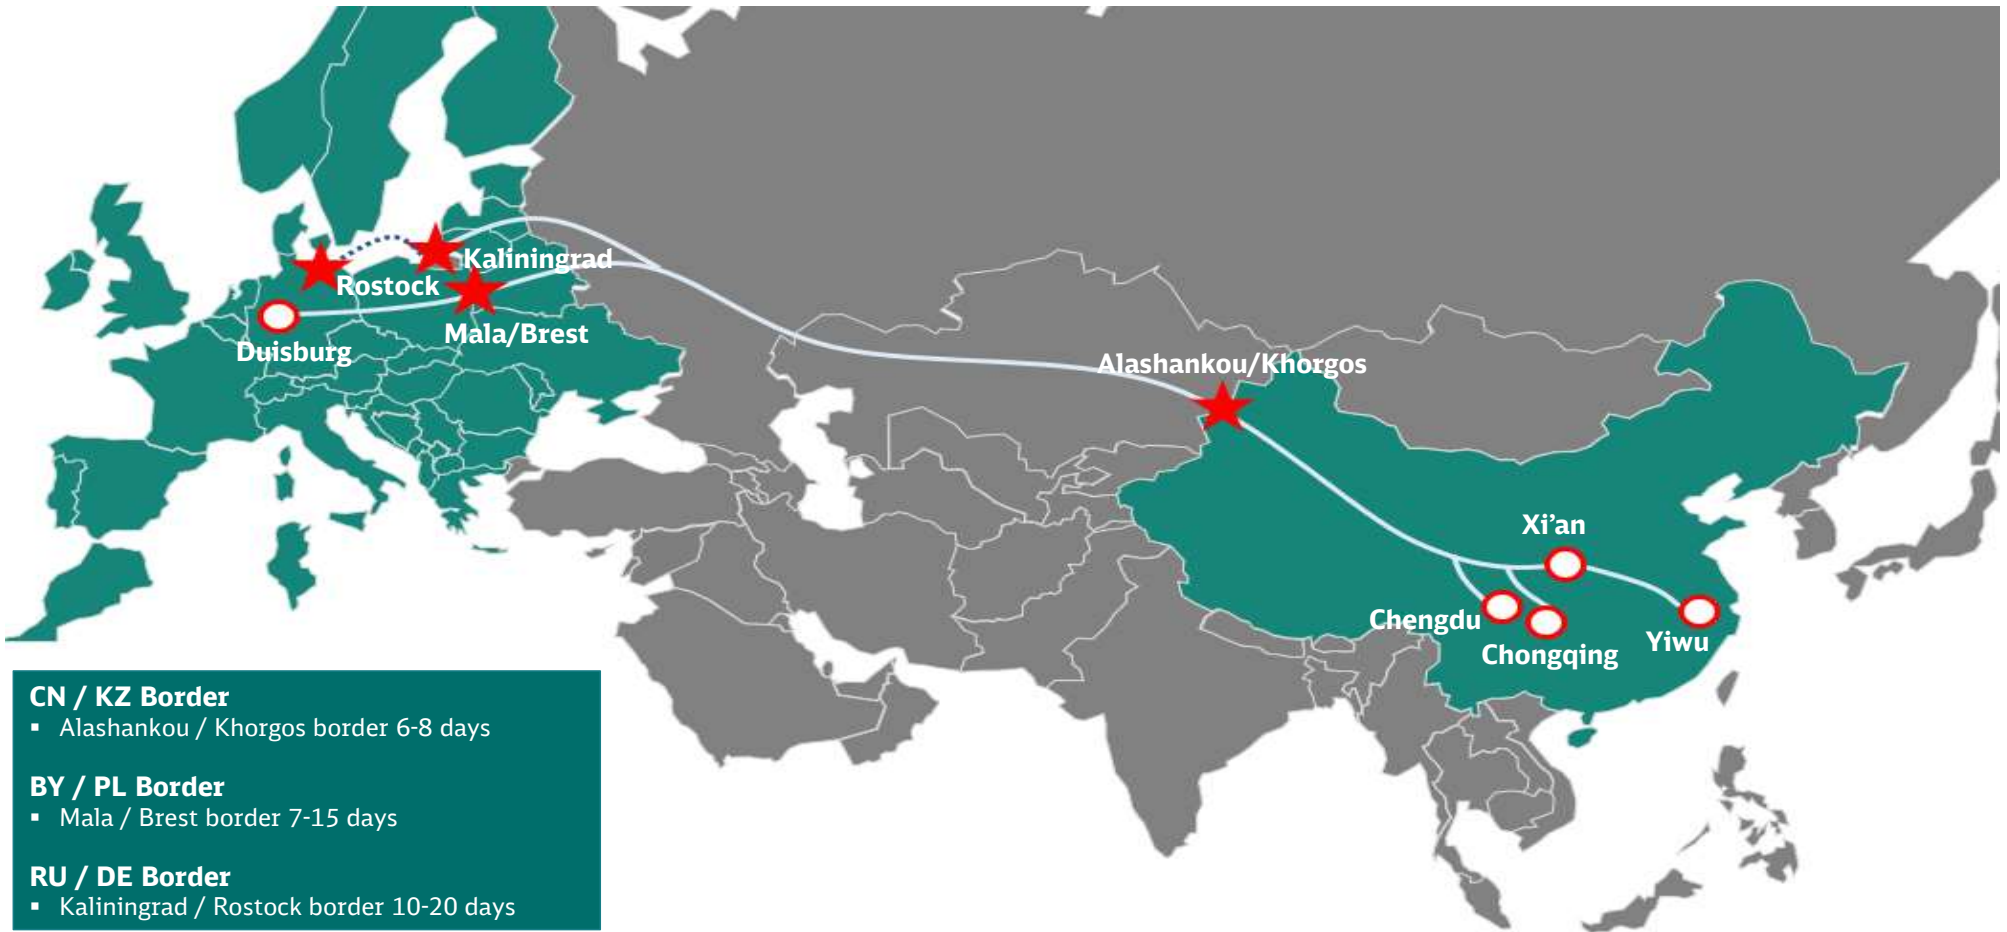 Kaliningrad
Rostock
Mala/Brest
Duisburg
Alashankou/Khorgos
Xi’an
Chengdu
Chongqing
Yiwu
CN / KZ Border
▪ Alashankou / Khorgos border 6-8 days
BY / PL Border
▪ Mala / Brest border 7-15 days
RU / DE Border
▪ Kaliningrad / Rostock border 10-20 days